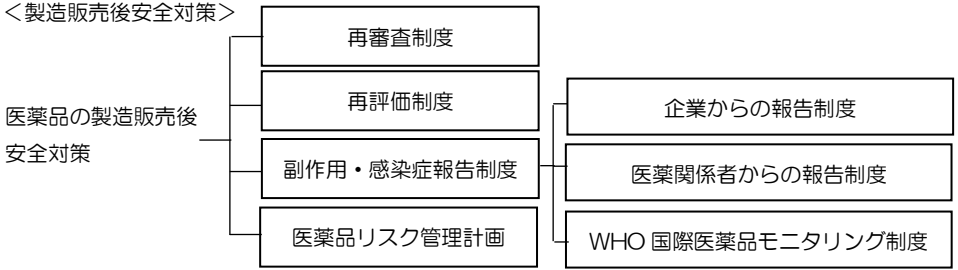 <製造販売後安全対策>
医薬品の製造販売後
安全対策
再審査制度
再評価制度
副作用・感染症報告制度
医薬品リスク管理計画
企業からの報告制度
医薬関係者からの報告制度
WHO 国際医薬品モニタリング制度